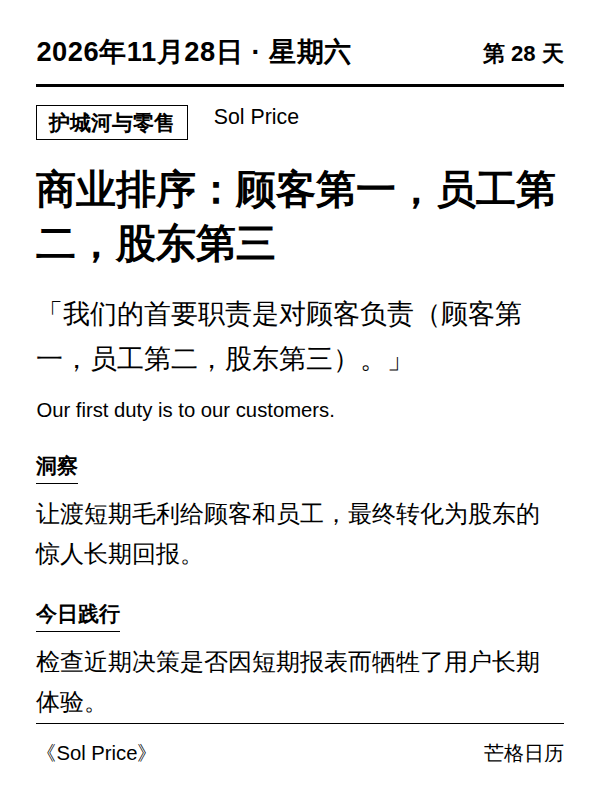 2026年11月28日 · 星期六
第 28 天
护城河与零售
Sol Price
商业排序：顾客第一，员工第
二，股东第三
「我们的首要职责是对顾客负责（顾客第
一，员工第二，股东第三）。」
Our first duty is to our customers.
洞察
让渡短期毛利给顾客和员工，最终转化为股东的
惊人长期回报。
今日践行
检查近期决策是否因短期报表而牺牲了用户长期
体验。
《Sol Price》
芒格日历